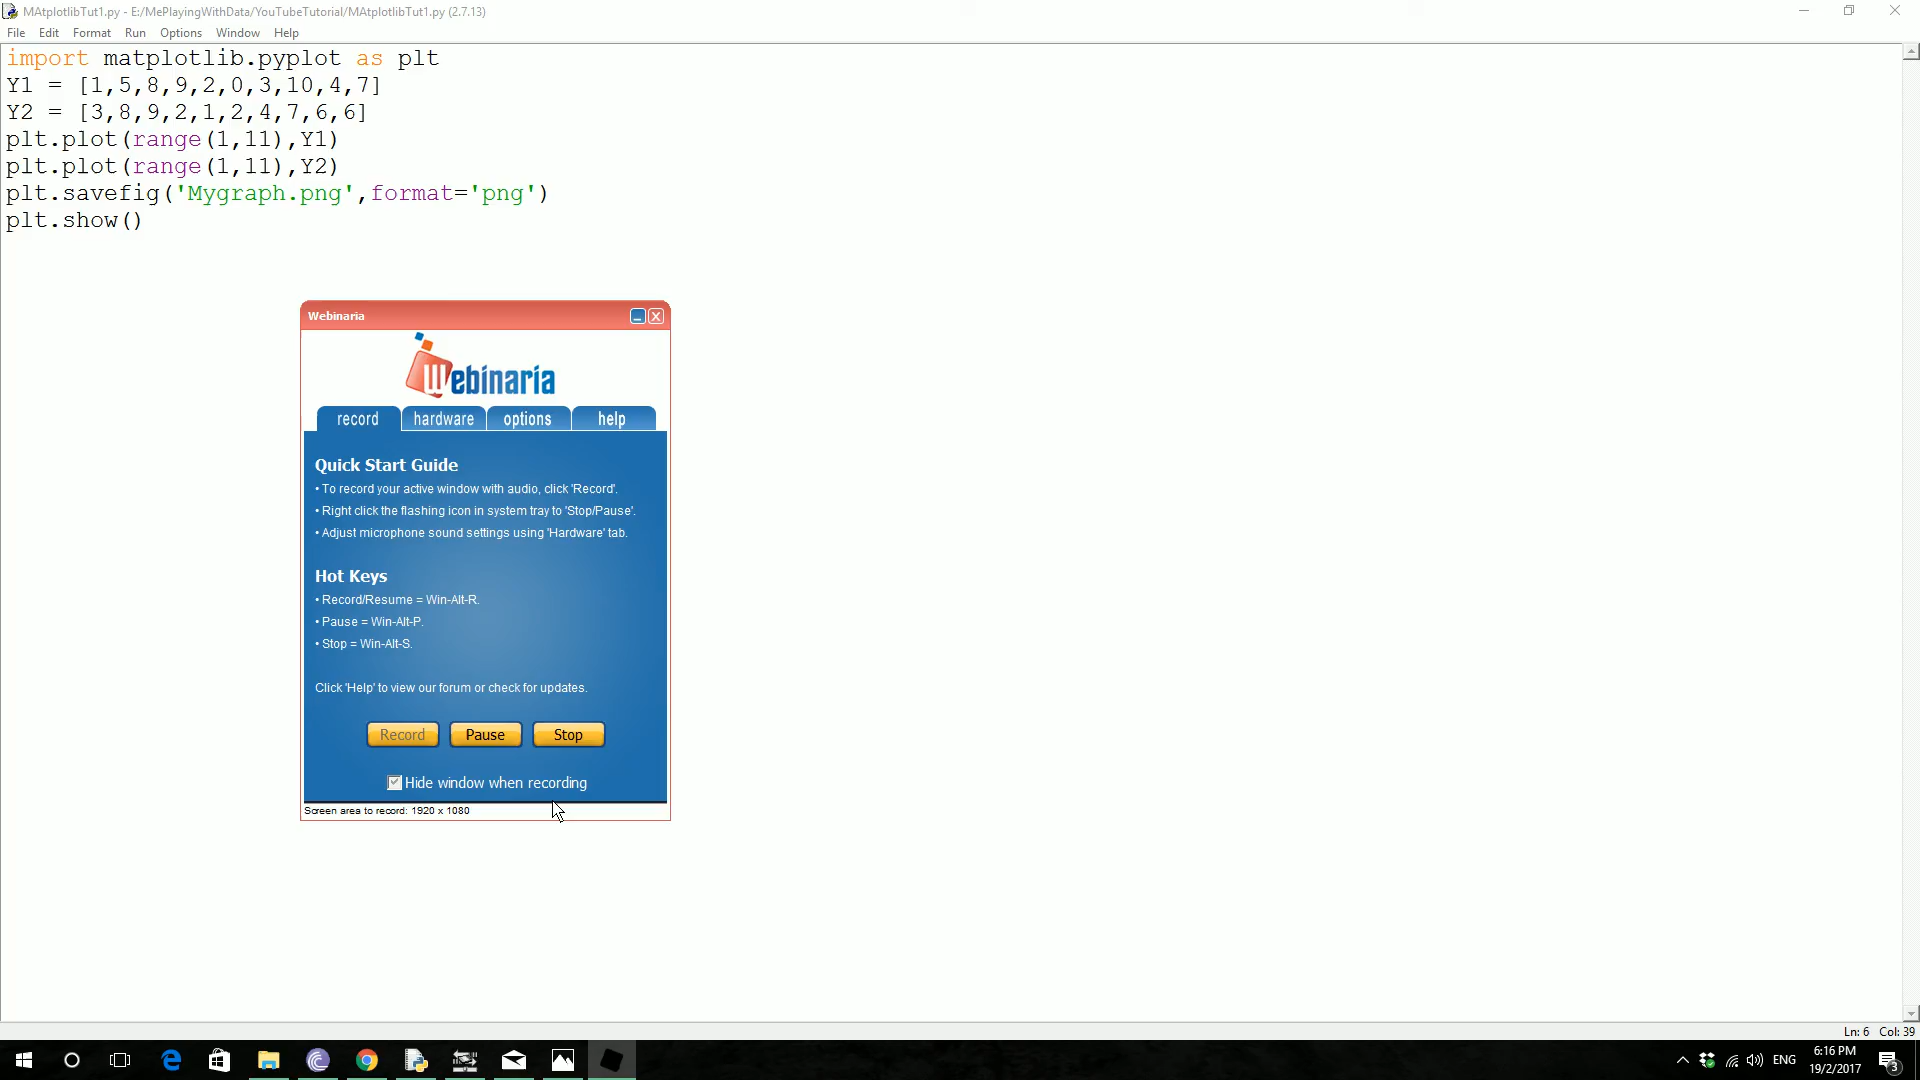 MAtplotlibTut1.py - E:/MePlayingWithData/YouTubeTutorial/MAtplotlibTut1.py (2.7.13)
File Edit Format Run Options Window Help
import matplotlib.pyplot as plt
Y1 = [1,5,8,9,2,0,3,10,4,7]
Y2 = [3,8,9,2,1,2,4,7,6,6]
plt.plot(range(1,11),Y1)
plt.plot(range(1,11),Y2)
plt.savefig('Mygraph.png',format='png')
plt.show()
Webinaria
Webinaria
record hardware options help
Quick Start Guide
• To record your active window with audio, click 'Record'.
• Right click the flashing icon in system tray to 'Stop/Pause'.
• Adjust microphone sound settings using 'Hardware' tab.
Hot Keys
• Record/Resume = Win-Alt-R.
• Pause = Win-Alt-P.
• Stop = Win-Alt-S.
Click 'Help' to view our forum or check for updates.
Record Pause Stop
Hide window when recording
Screen area to record: 1920 x 1080
Ln: 6 Col: 39
ENG
6:16 PM
19/2/2017
3